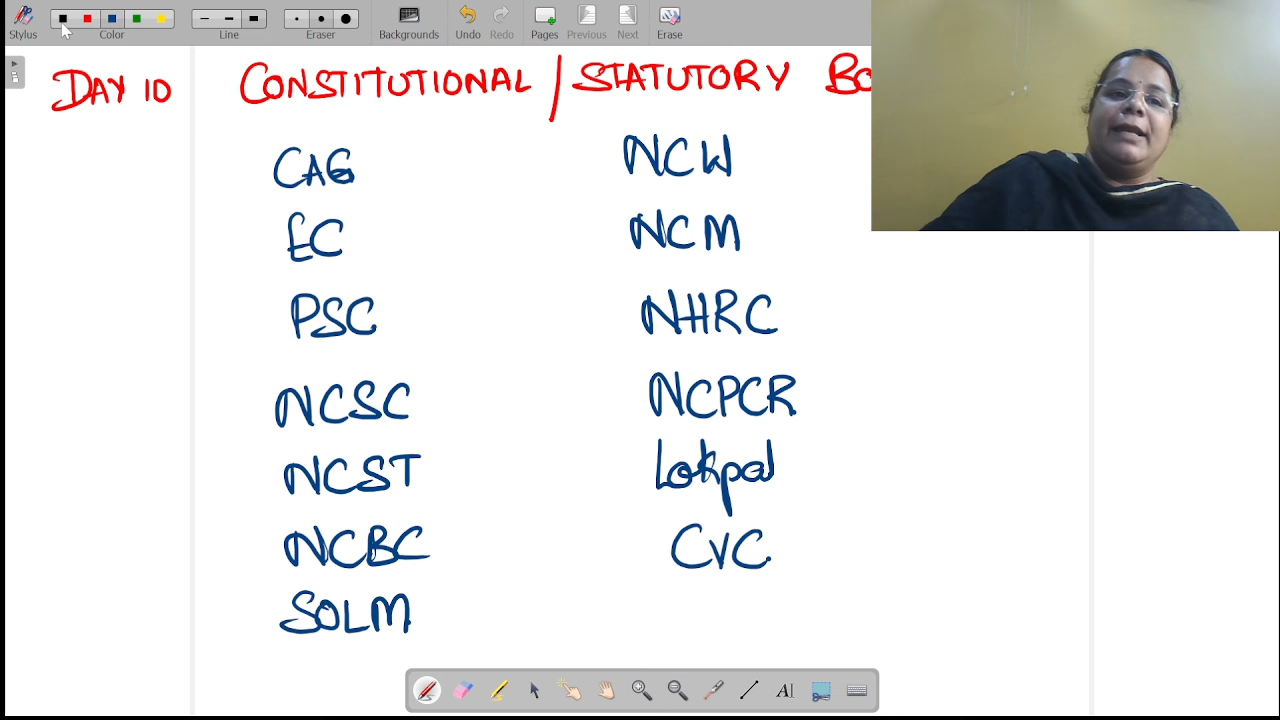 Stylus
Color
Line
Eraser
Backgrounds
Undo
Redo
Pages
Previous
Next
Erase
DAY 10
CONSTITUTIONAL / STATUTORY
CAG
EC
PSC
NCSC
NCST
NCBC
SOLM
NCW
NCM
NHRC
NCPCR
Lokpal
CVC